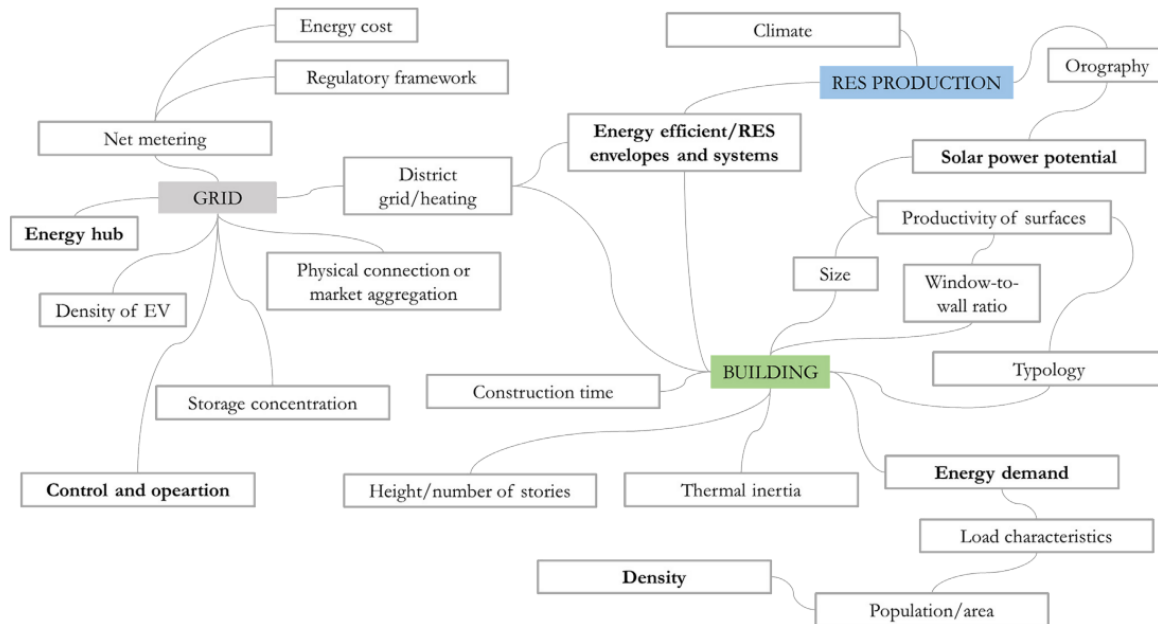 Energy cost
Climate
Regulatory framework
RES PRODUCTION
Orography
Net metering
Energy efficient/RES
envelopes and systems
Solar power potential
District
grid/heating
GRID
Energy hub
Productivity of surfaces
Physical connection or
market aggregation
Size
Window-to-
wall ratio
Density of EV
BUILDING
Typology
Construction time
Storage concentration
Control and opeartion
Height/number of stories
Thermal inertia
Energy demand
Load characteristics
Density
Population/area